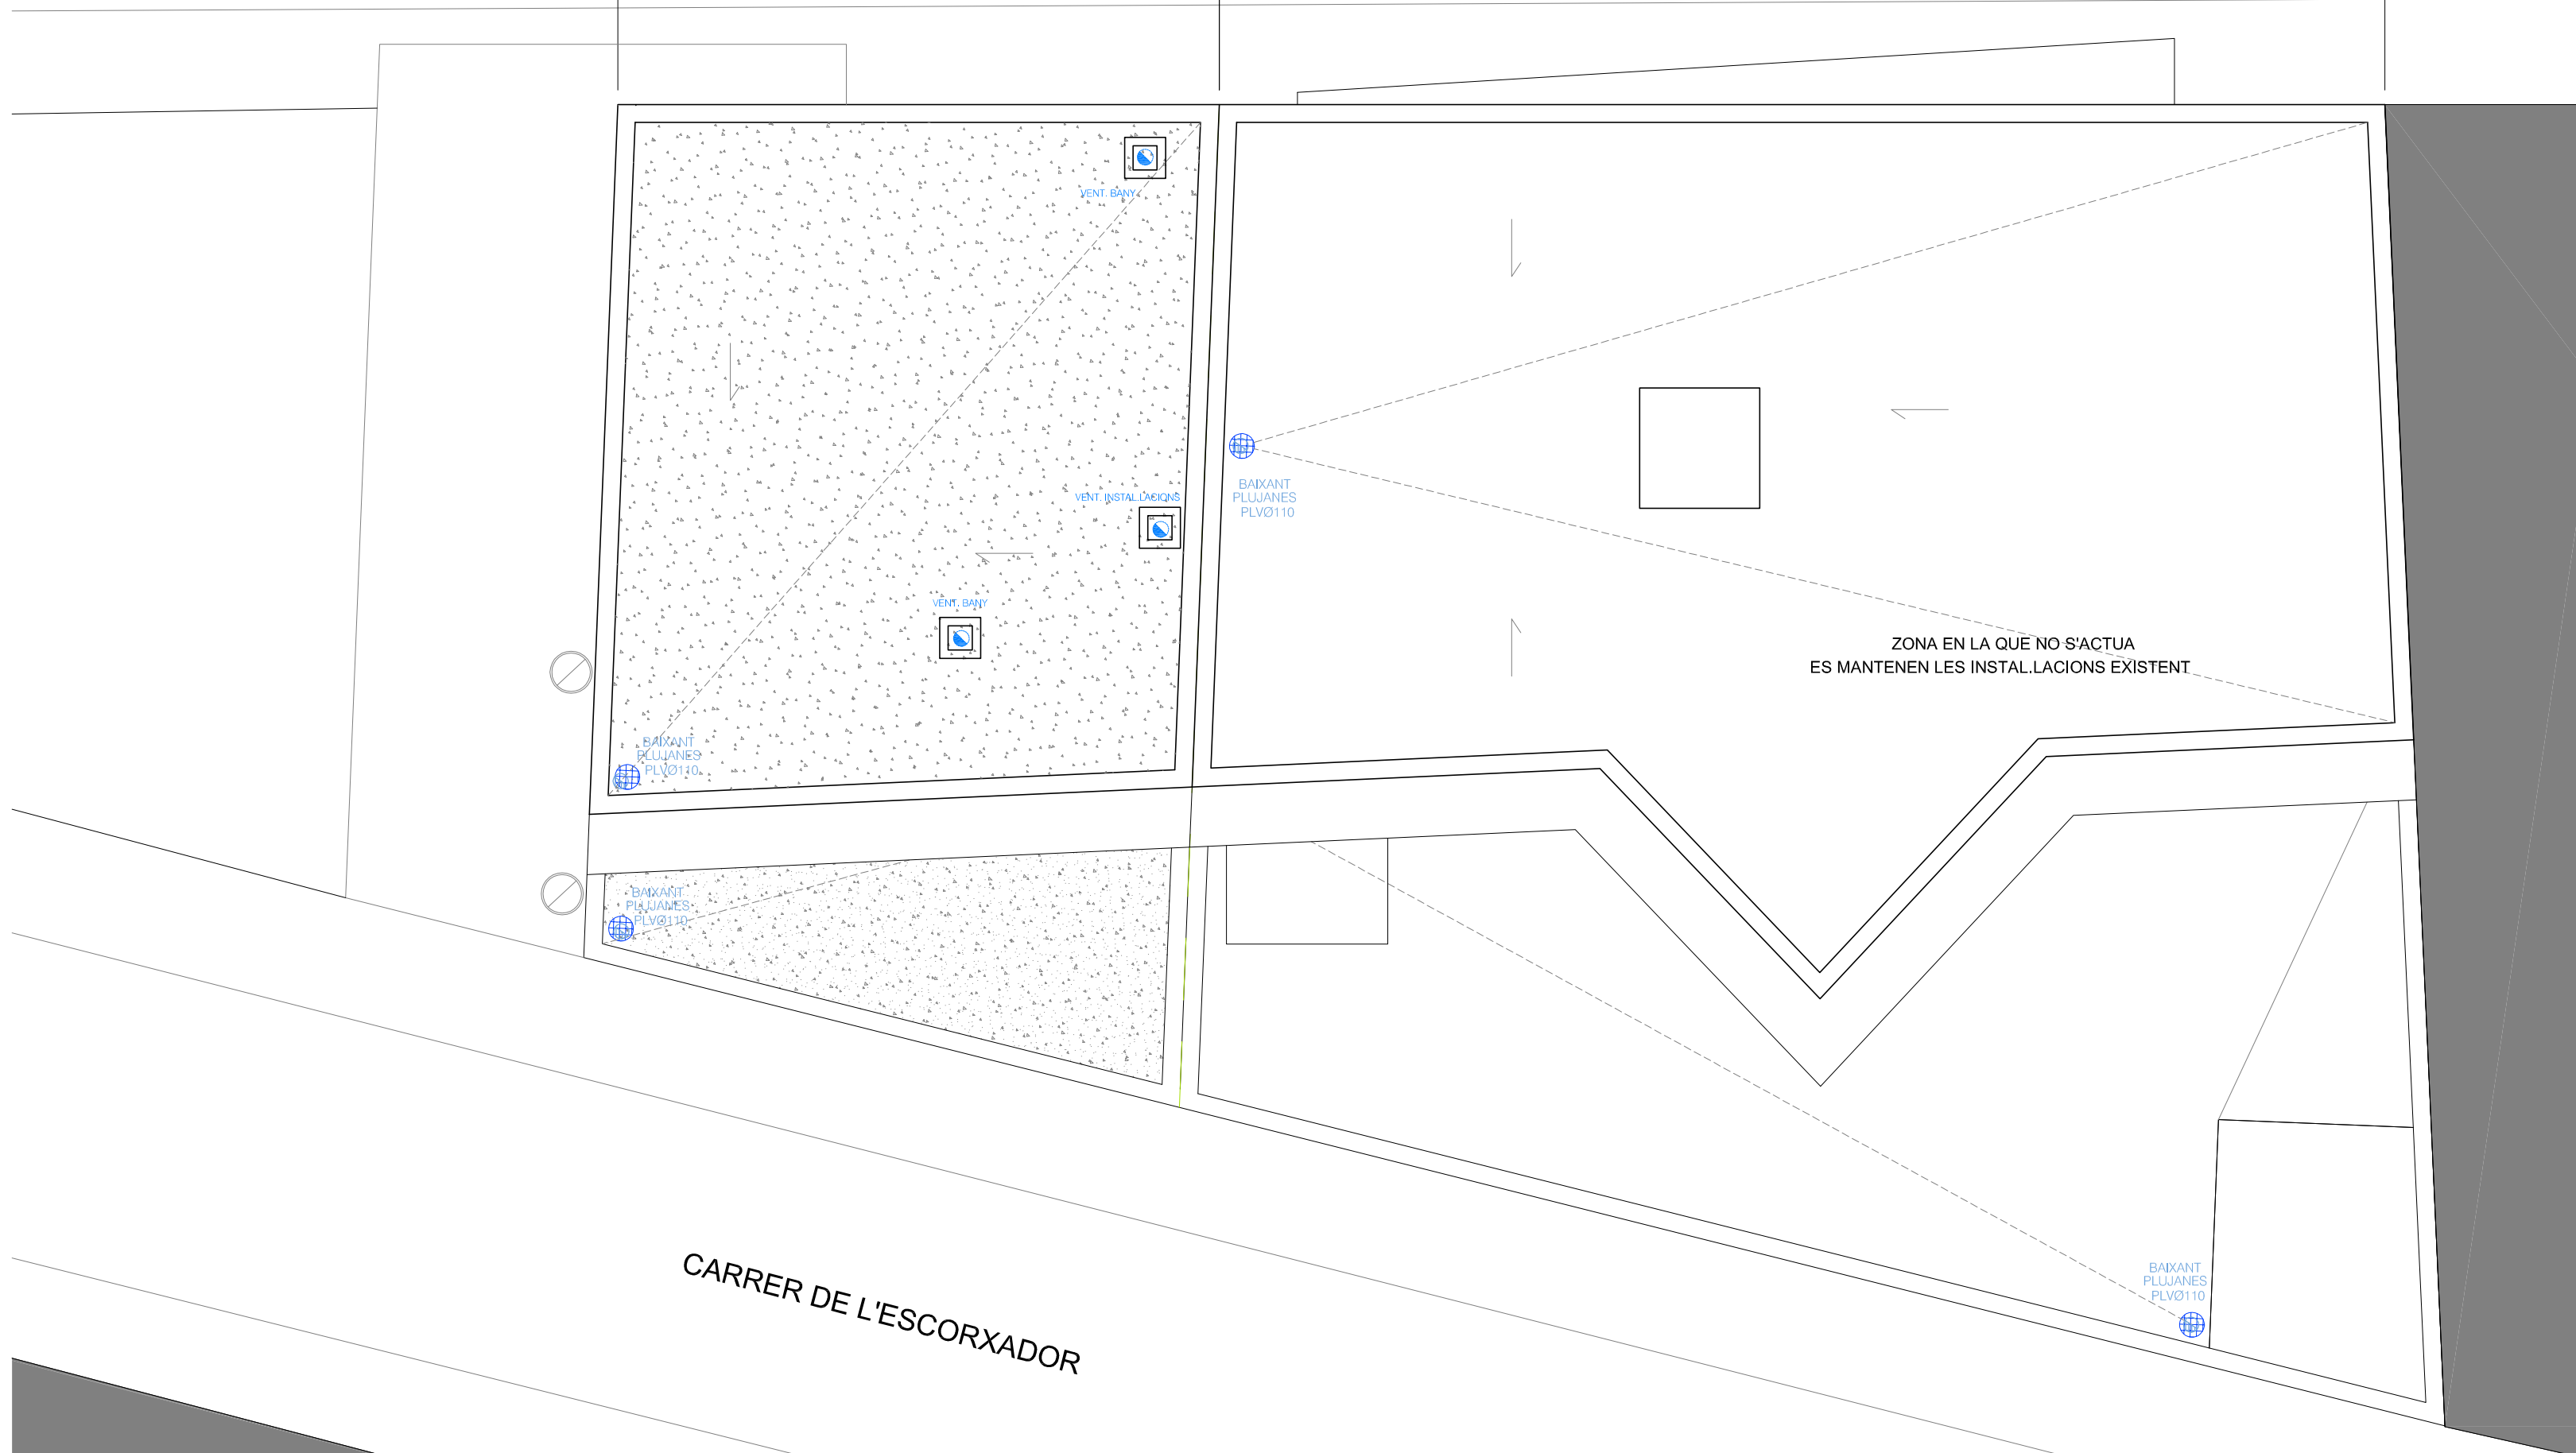 VENT. BANY
BAIXANT
PLUJANES
PLVØ110
VENT. INSTAL.LACIONS
VENT. BANY
ZONA EN LA QUE NO S'ACTUA
ES MANTENEN LES INSTAL.LACIONS EXISTENT
BAIXANT
PLUJANES
PLVØ110
BAIXANT
PLUJANES
PLVØ110
CARRER DE L'ESCORXADOR
BAIXANT
PLUJANES
PLVØ110